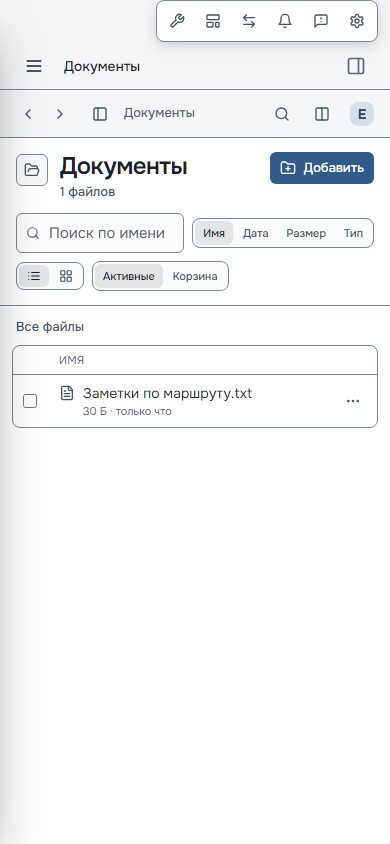 Документы
Документы
E
Документы
1 файлов
Добавить
Поиск по имени
Имя Дата Размер Тип
Активные Корзина
Все файлы
ИМЯ
Заметки по маршруту.txt
30 Б · только что